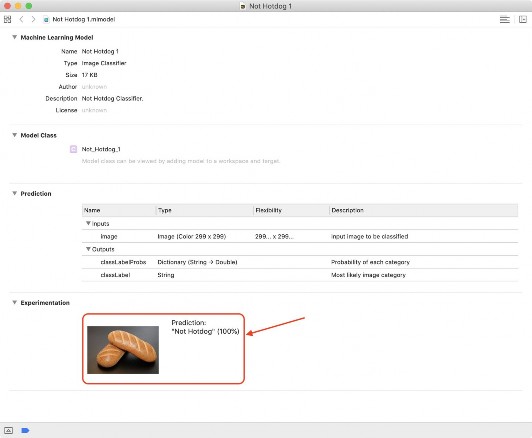 Not Hotdog 1
Not Hotdog 1.mlmodel
Machine Learning Model
Name Not Hotdog 1
Type Image Classifier
Size 17 KB
Author unknown
Description Not Hotdog Classifier.
License unknown
Model Class
C Not_Hotdog_1
Model class can be viewed by adding model to a workspace and target.
Prediction
Name Type Flexibility Description
Inputs
image Image (Color 299 x 299) 299... x 299... Input image to be classified
Outputs
classLabelProbs Dictionary (String → Double) Probability of each category
classLabel String Most likely image category
Experimentation
Prediction:
"Not Hotdog" (100%)